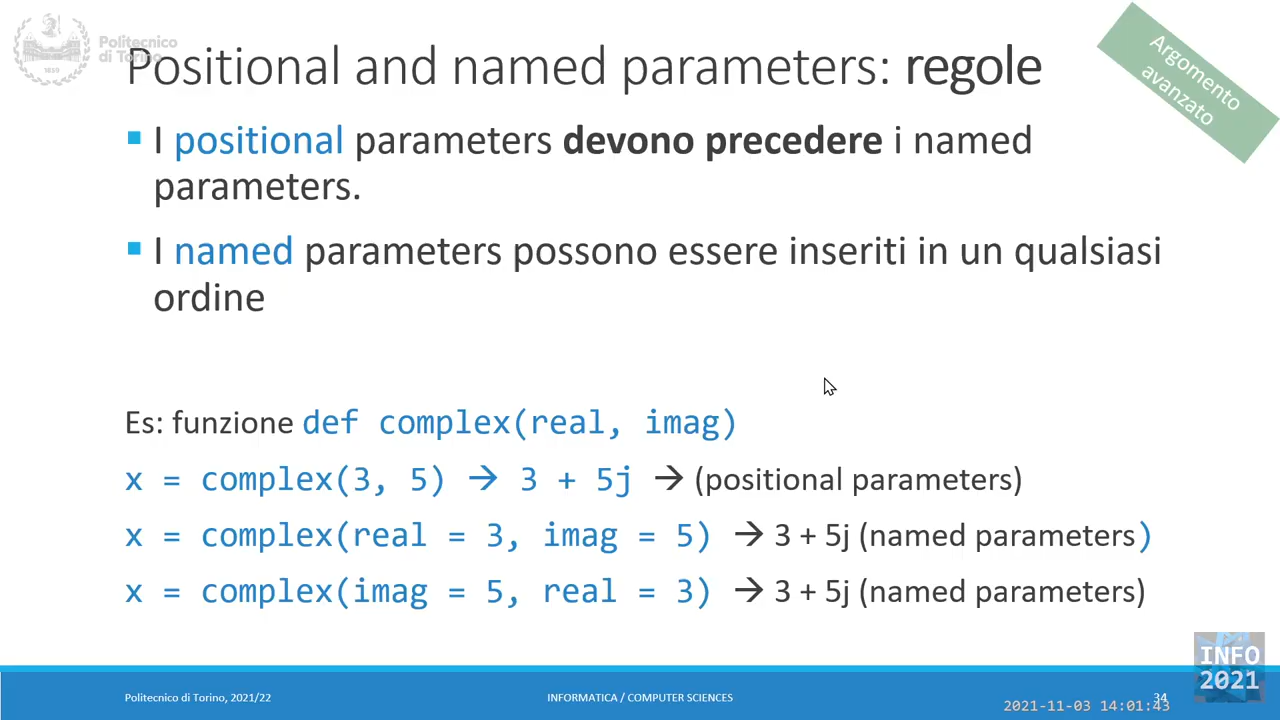 Politecnico
di Torino
Positional and named parameters: regole
Argomento
avanzato
▪ I positional parameters devono precedere i named
parameters.
▪ I named parameters possono essere inseriti in un qualsiasi
ordine
Es: funzione def complex(real, imag)
x = complex(3, 5) → 3 + 5j → (positional parameters)
x = complex(real = 3, imag = 5) → 3 + 5j (named parameters)
x = complex(imag = 5, real = 3) → 3 + 5j (named parameters)
INFO
2021
Politecnico di Torino, 2021/22 INFORMATICA / COMPUTER SCIENCES 34
2021-11-03 14:01:43